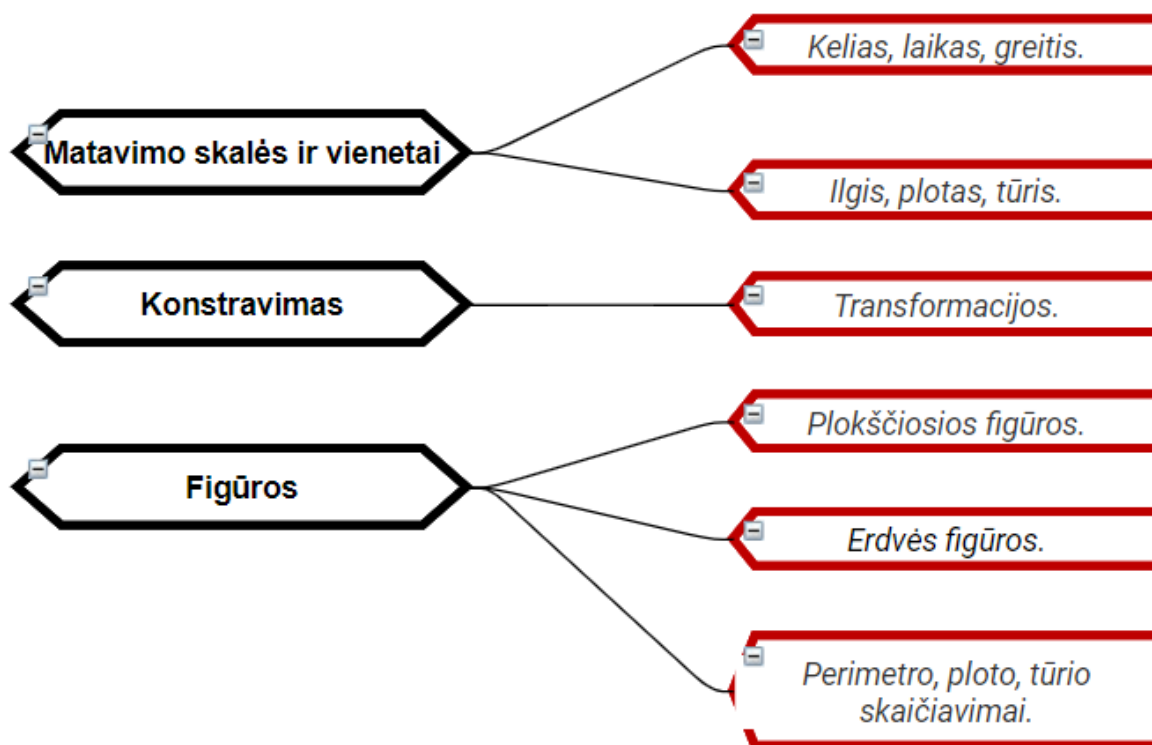 Matavimo skalės ir vienetai
Kelias, laikas, greitis.
Ilgis, plotas, tūris.
Konstravimas
Transformacijos.
Figūros
Plokščiosios figūros.
Erdvės figūros.
Perimetro, ploto, tūrio
skaičiavimai.